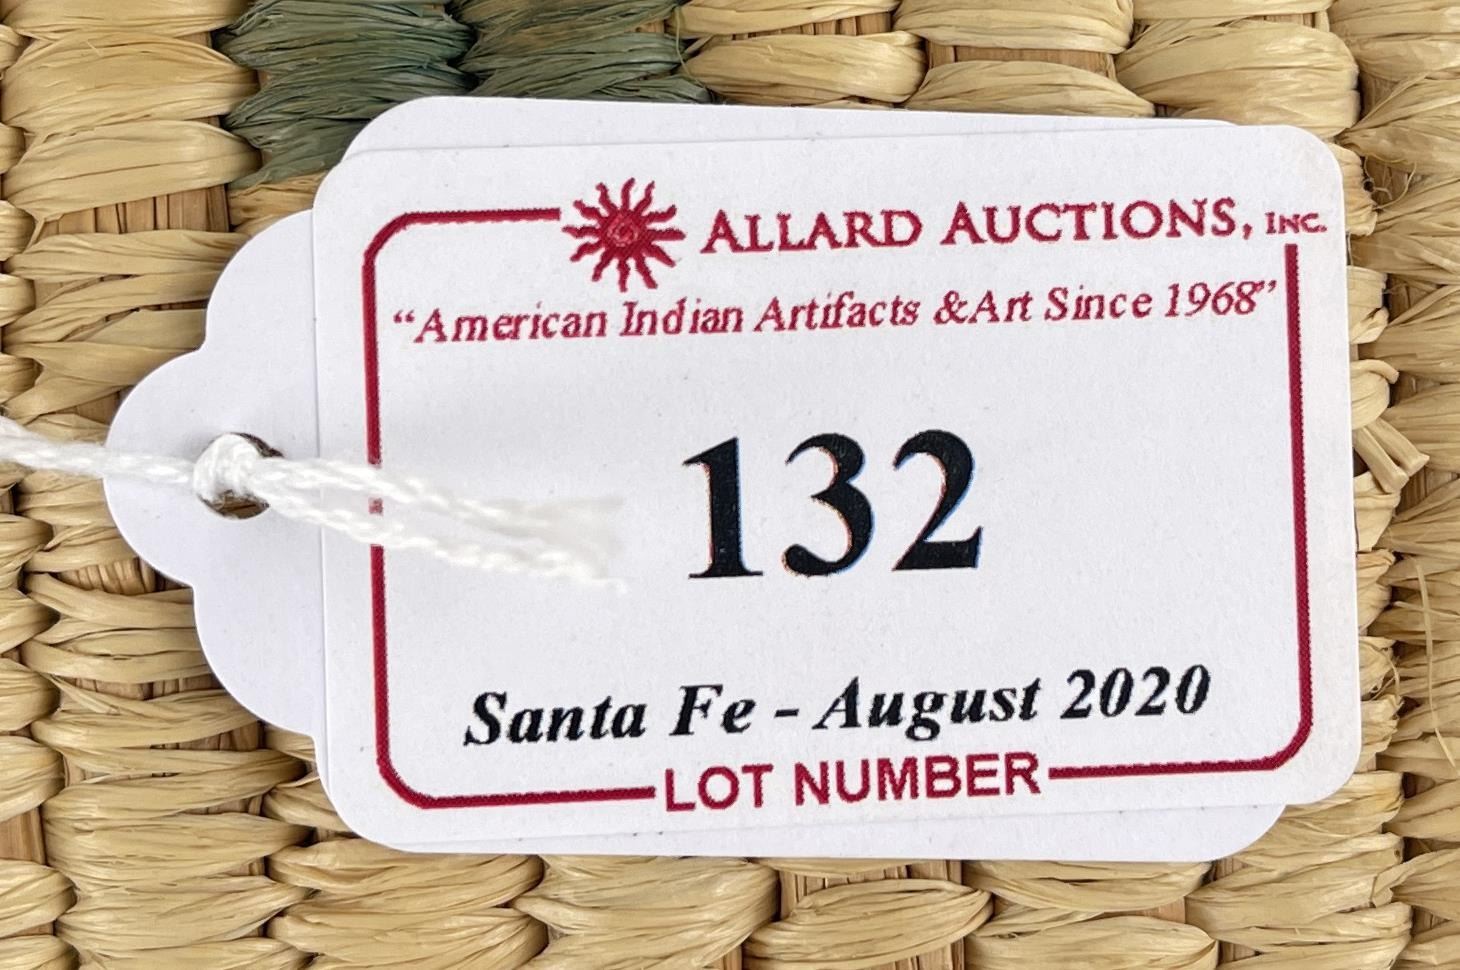 ALLARD AUCTIONS, INC.
“American Indian Artifacts &Art Since 1968”
132
Santa Fe - August 2020
LOT NUMBER